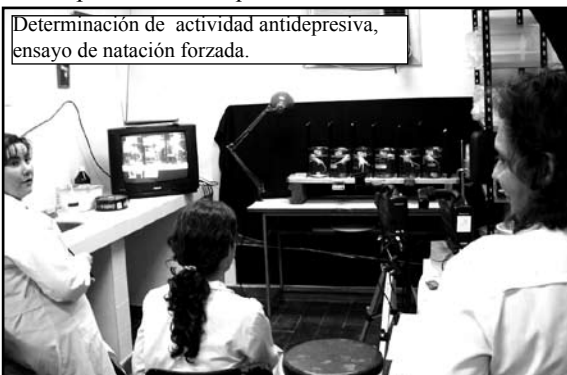 Determinación de actividad antidepresiva,
ensayo de natación forzada.